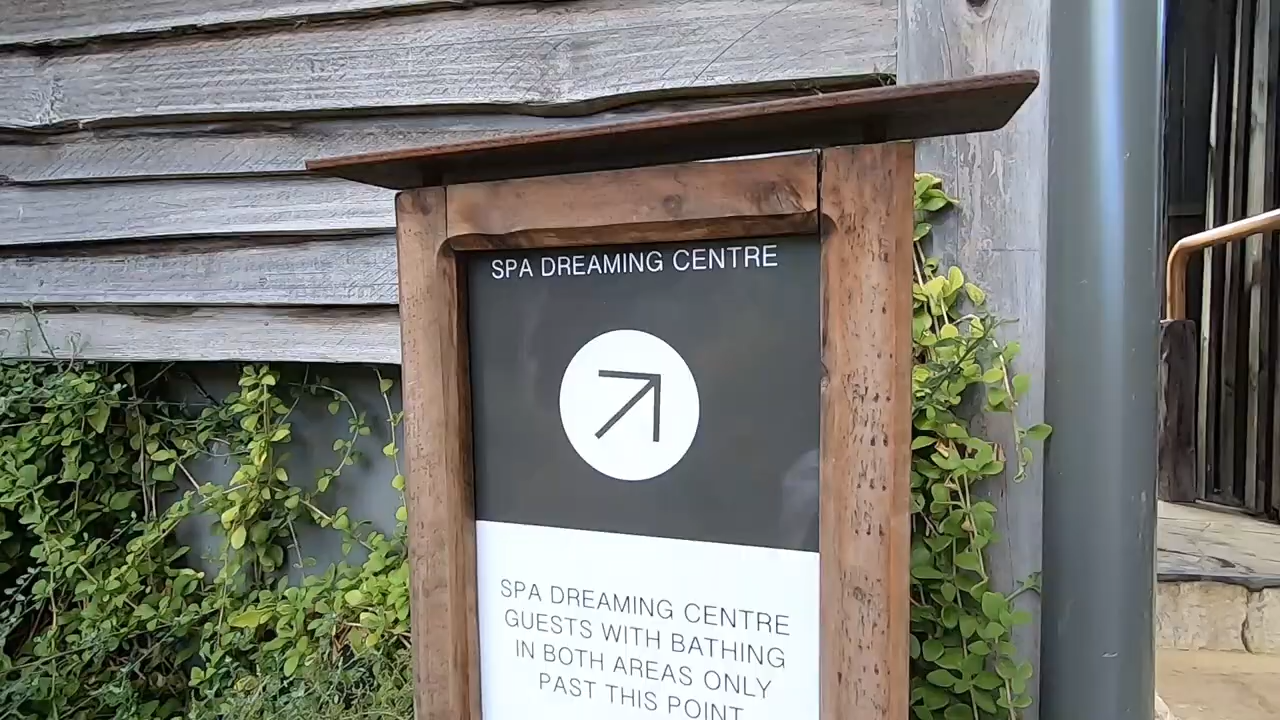 SPA DREAMING CENTRE
SPA DREAMING CENTRE
GUESTS WITH BATHING
IN BOTH AREAS ONLY
PAST THIS POINT